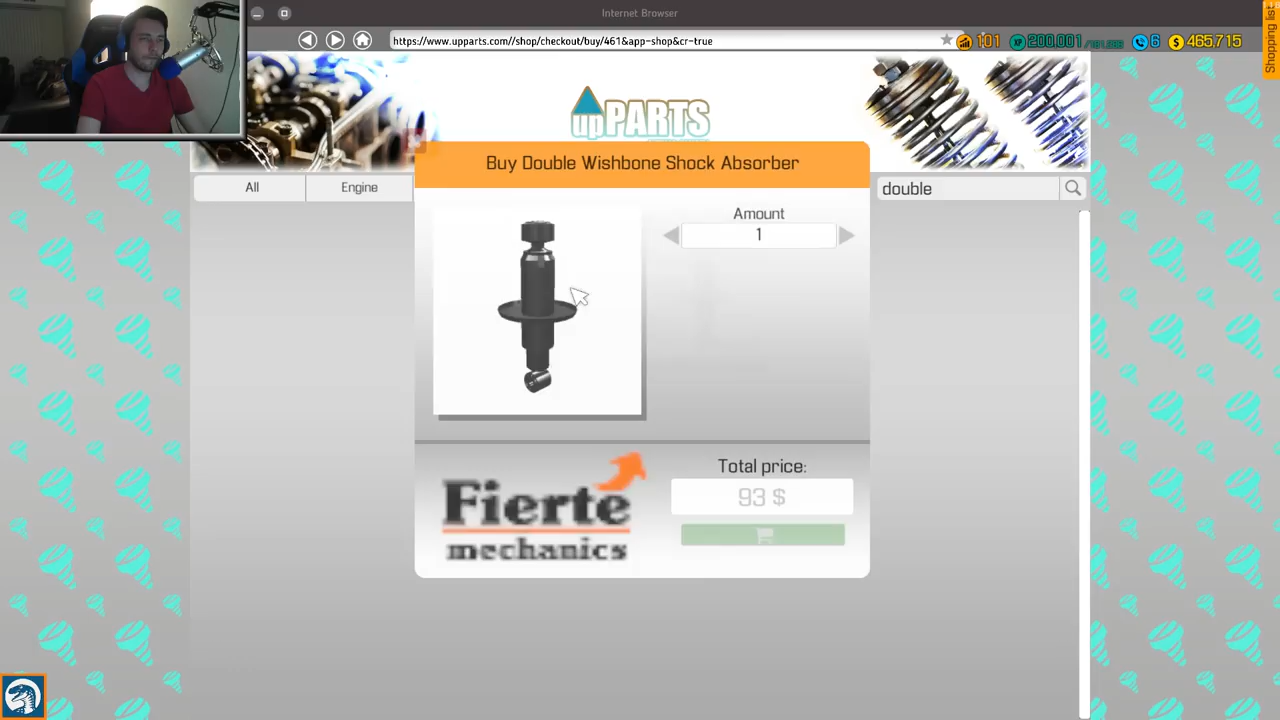 Internet Browser
https://www.upparts.com//shop/checkout/buy/461&app-shop&cr-true
101
200.001
6
$ 465,715
Shopping list
upPARTS
Buy Double Wishbone Shock Absorber
All
Engine
double
Amount
1
Fierte
mechanics
Total price:
93 $